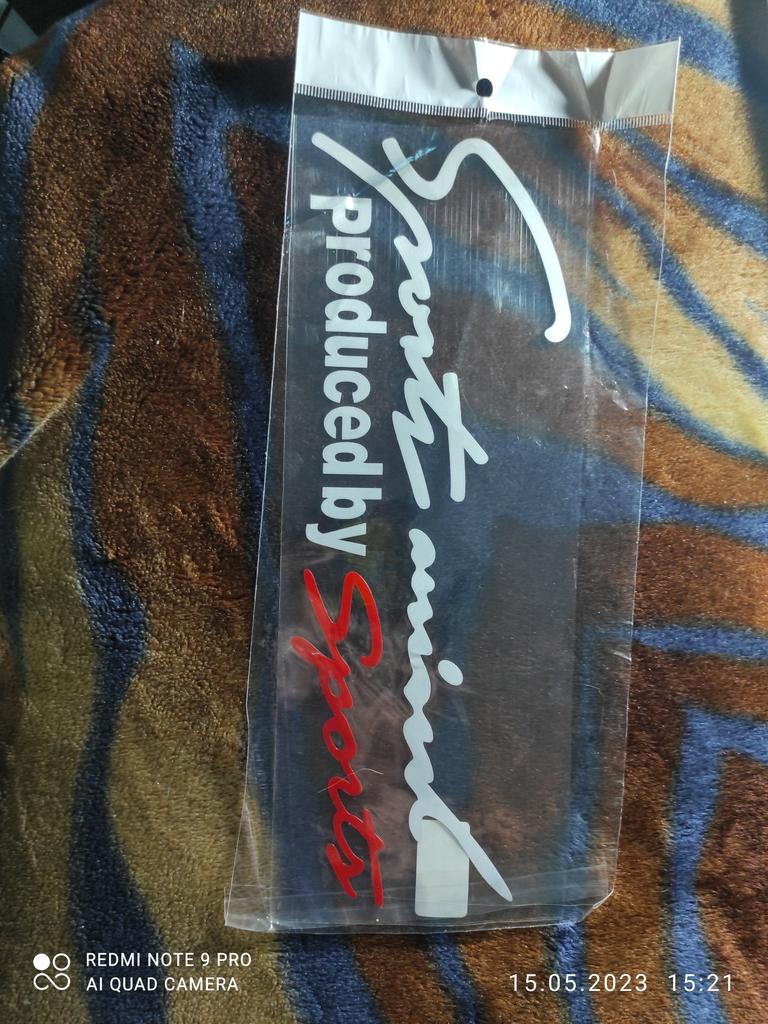 Sports mind
Produced by Sports
REDMI NOTE 9 PRO
AI QUAD CAMERA
15.05.2023 15:21